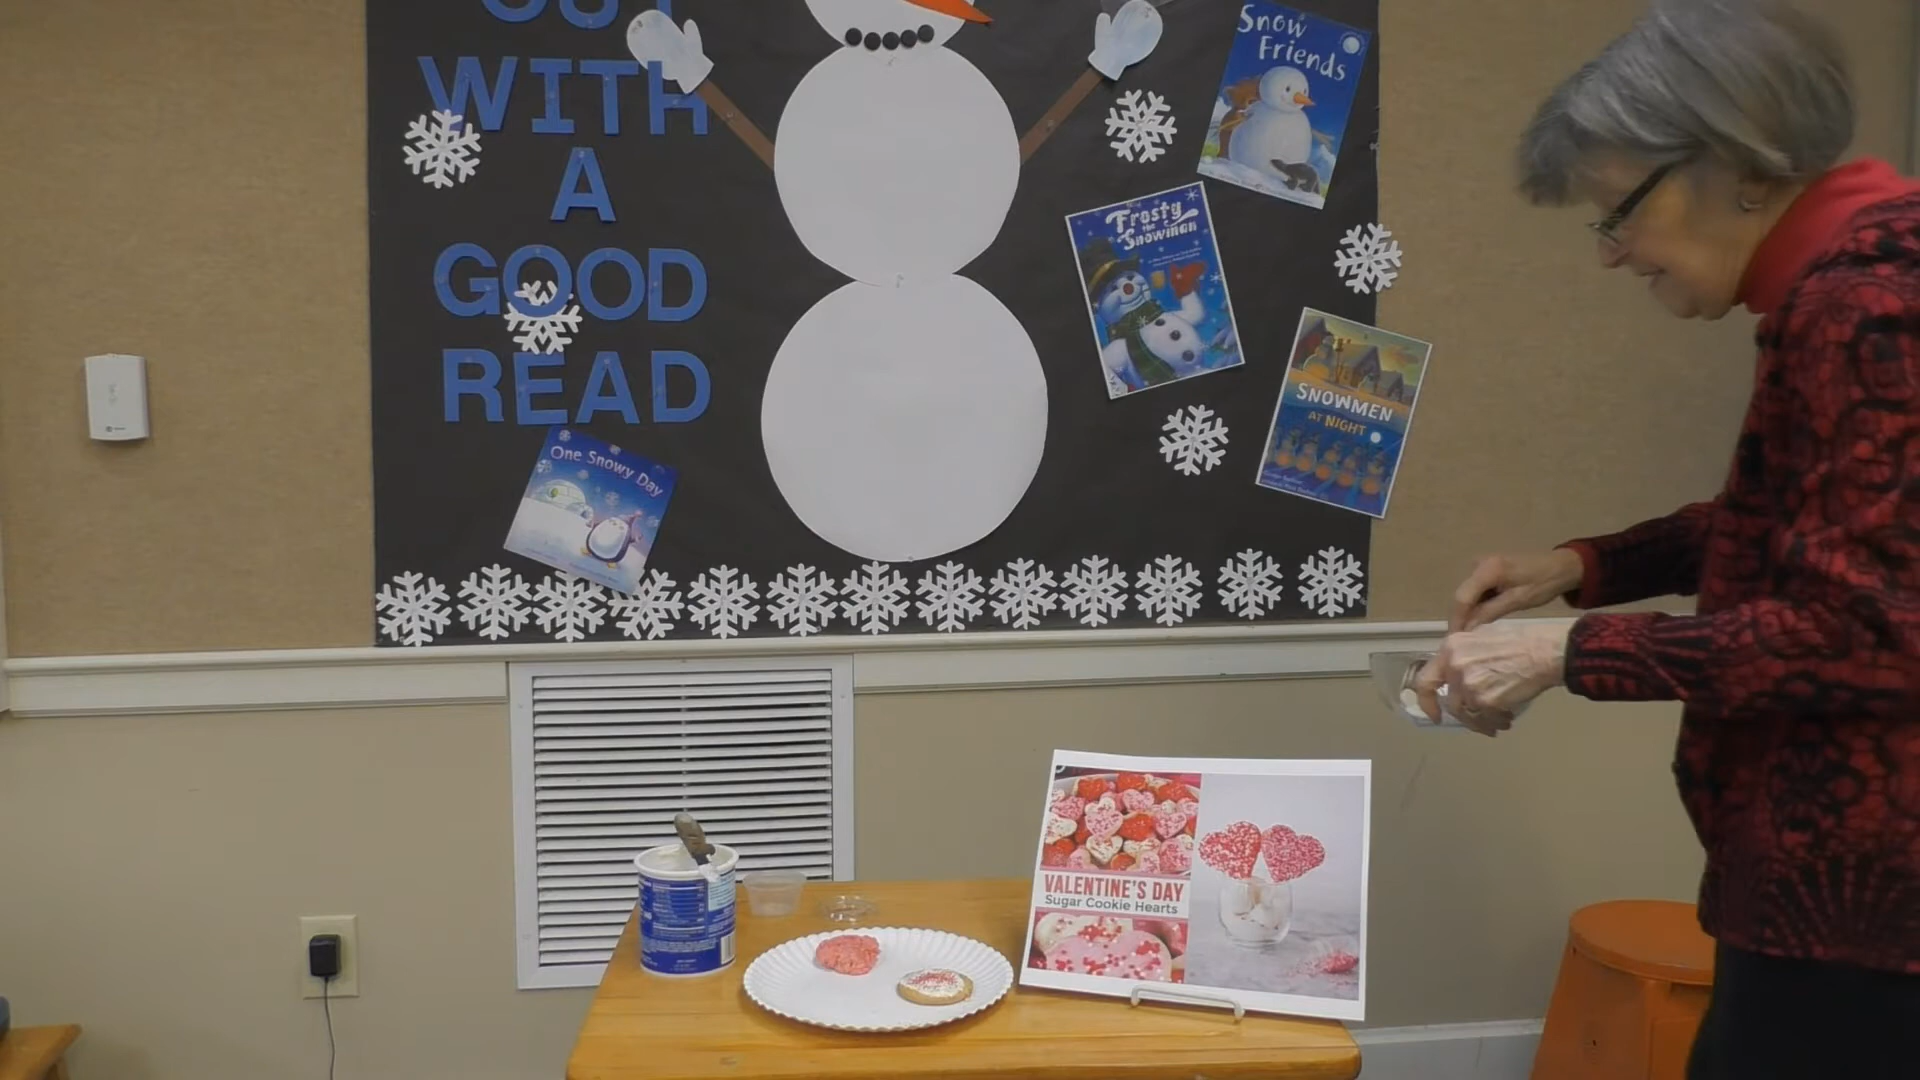 OUT
WITH
A
GOOD
READ
One Snowy Day
Snow
Friends
Frosty
the
Snowman
SNOWMEN
AT NIGHT
VALENTINE'S DAY
Sugar Cookie Hearts